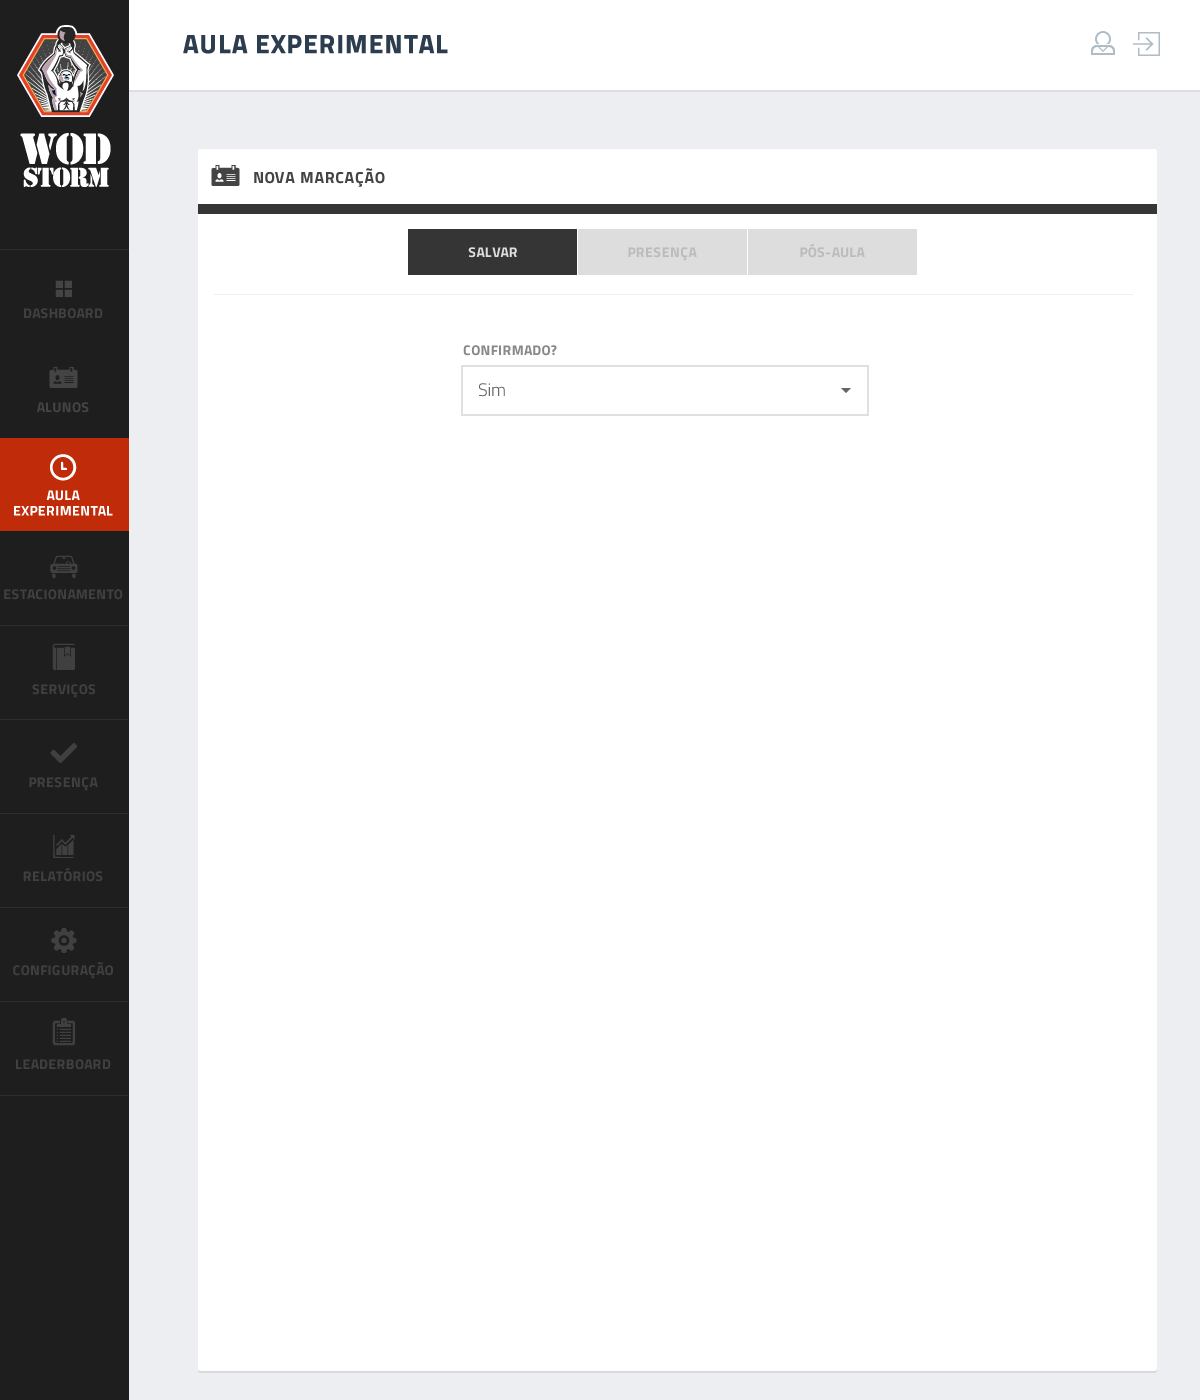 WOD
STORM
AULA EXPERIMENTAL
DASHBOARD
ALUNOS
AULA
EXPERIMENTAL
ESTACIONAMENTO
SERVIÇOS
PRESENÇA
RELATÓRIOS
CONFIGURAÇÃO
LEADERBOARD
NOVA MARCAÇÃO
SALVAR
PRESENÇA
PÓS-AULA
CONFIRMADO?
Sim